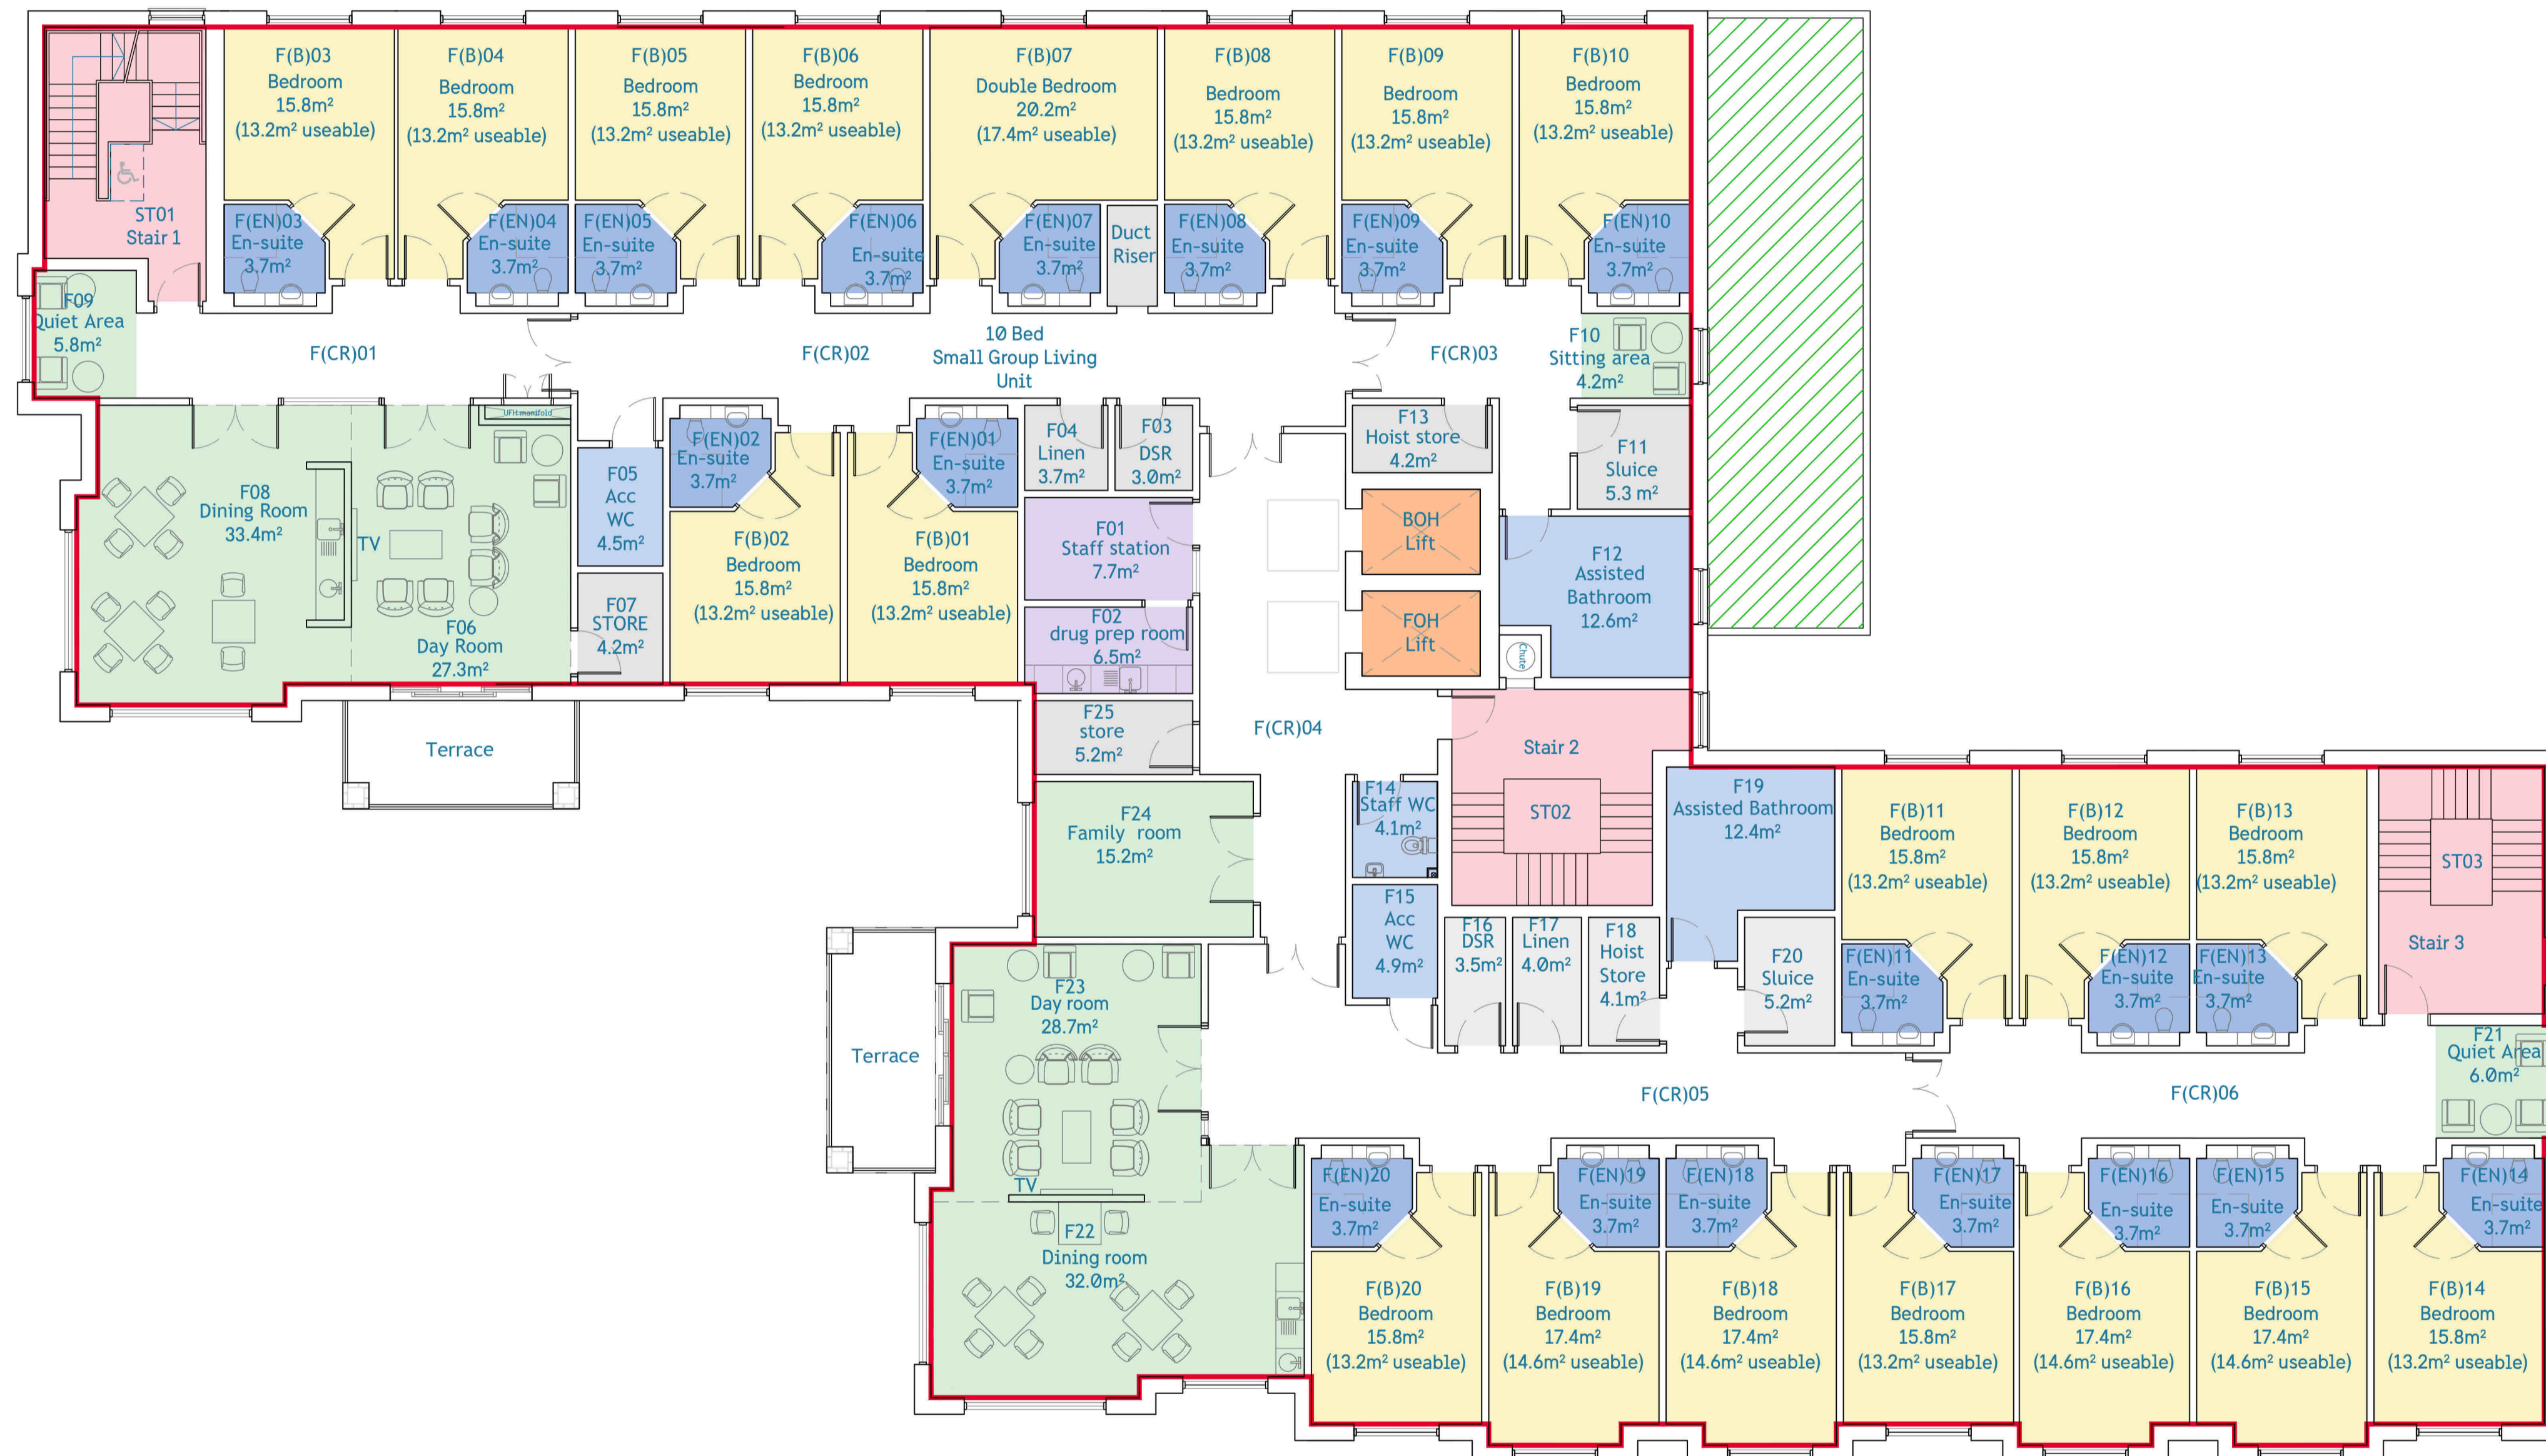 F(B)03
Bedroom
15.8m²
(13.2m² useable)
F(B)04
Bedroom
15.8m²
(13.2m² useable)
F(B)05
Bedroom
15.8m²
(13.2m² useable)
F(B)06
Bedroom
15.8m²
(13.2m² useable)
F(B)07
Double Bedroom
20.2m²
(17.4m² useable)
F(B)08
Bedroom
15.8m²
(13.2m² useable)
F(B)09
Bedroom
15.8m²
(13.2m² useable)
F(B)10
Bedroom
15.8m²
(13.2m² useable)
ST01
Stair 1
F(EN)03
En-suite
3.7m²
F(EN)04
En-suite
3.7m²
F(EN)05
En-suite
3.7m²
F(EN)06
En-suite
3.7m²
F(EN)07
En-suite
3.7m²
Duct
Riser
F(EN)08
En-suite
3.7m²
F(EN)09
En-suite
3.7m²
F(EN)10
En-suite
3.7m²
F09
Quiet Area
5.8m²
F(CR)01
F(CR)02
10 Bed
Small Group Living
Unit
F(CR)03
F10
Sitting area
4.2m²
UFH manifold
F08
Dining Room
33.4m²
TV
F06
Day Room
27.3m²
F05
Acc
WC
4.5m²
F07
STORE
4.2m²
F(EN)02
En-suite
3.7m²
F(B)02
Bedroom
15.8m²
(13.2m² useable)
F(EN)01
En-suite
3.7m²
F(B)01
Bedroom
15.8m²
(13.2m² useable)
F04
Linen
3.7m²
F03
DSR
3.0m²
F01
Staff station
7.7m²
F02
drug prep room
6.5m²
F25
store
5.2m²
F13
Hoist store
4.2m²
F11
Sluice
5.3 m²
BOH
Lift
FOH
Lift
F12
Assisted
Bathroom
12.6m²
Chute
Terrace
F(CR)04
Stair 2
ST02
F24
Family room
15.2m²
F14
Staff WC
4.1m²
F15
Acc
WC
4.9m²
F16
DSR
3.5m²
F17
Linen
4.0m²
F18
Hoist
Store
4.1m²
F19
Assisted Bathroom
12.4m²
F20
Sluice
5.2m²
F(B)11
Bedroom
15.8m²
(13.2m² useable)
F(B)12
Bedroom
15.8m²
(13.2m² useable)
F(B)13
Bedroom
15.8m²
(13.2m² useable)
ST03
Stair 3
F(EN)11
En-suite
3.7m²
F(EN)12
En-suite
3.7m²
F(EN)13
En-suite
3.7m²
F21
Quiet Area
6.0m²
Terrace
F23
Day room
28.7m²
TV
F22
Dining room
32.0m²
F(CR)05
F(CR)06
F(EN)20
En-suite
3.7m²
F(EN)19
En-suite
3.7m²
F(EN)18
En-suite
3.7m²
F(EN)17
En-suite
3.7m²
F(EN)16
En-suite
3.7m²
F(EN)15
En-suite
3.7m²
F(EN)14
En-suite
3.7m²
F(B)20
Bedroom
15.8m²
(13.2m² useable)
F(B)19
Bedroom
17.4m²
(14.6m² useable)
F(B)18
Bedroom
17.4m²
(14.6m² useable)
F(B)17
Bedroom
15.8m²
(13.2m² useable)
F(B)16
Bedroom
17.4m²
(14.6m² useable)
F(B)15
Bedroom
17.4m²
(14.6m² useable)
F(B)14
Bedroom
15.8m²
(13.2m² useable)